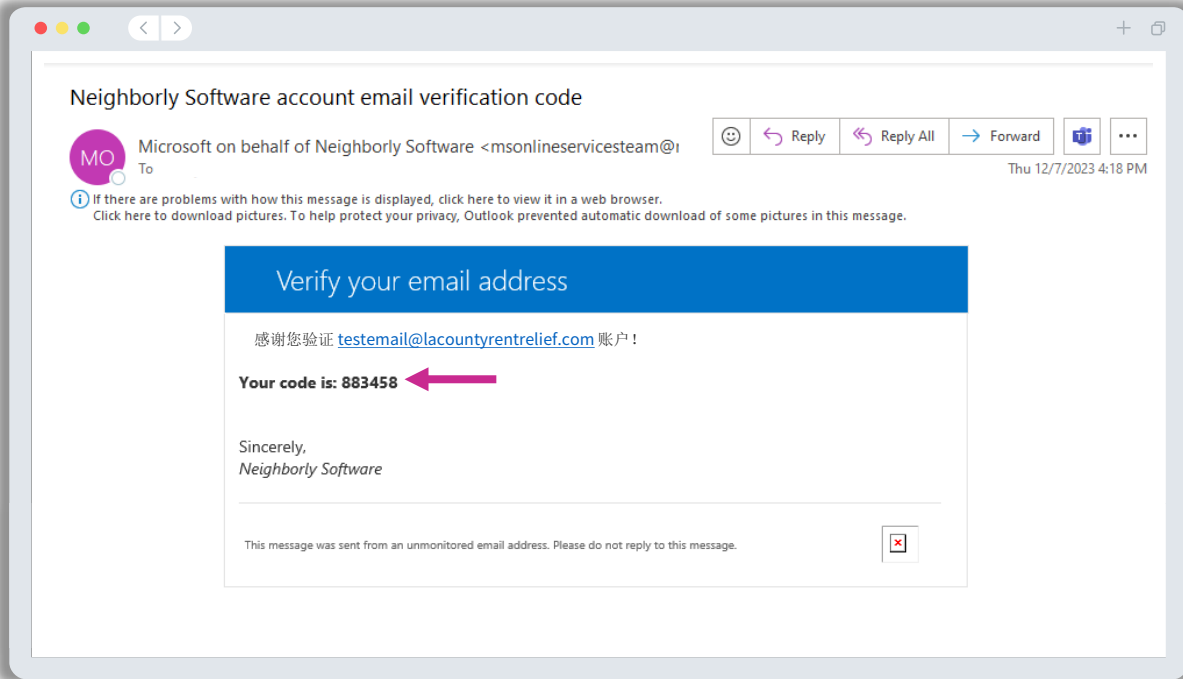 Neighborly Software account email verification code
MO
Microsoft on behalf of Neighborly Software <msonlineservicesteam@
Reply
Reply All
Forward
To
Thu 12/7/2023 4:18 PM
If there are problems with how this message is displayed, click here to view it in a web browser.
Click here to download pictures. To help protect your privacy, Outlook prevented automatic download of some pictures in this message.
Verify your email address
感谢您验证 testemail@lacountyrentrelief.com 账户！
Your code is: 883458
Sincerely,
Neighborly Software
This message was sent from an unmonitored email address. Please do not reply to this message.